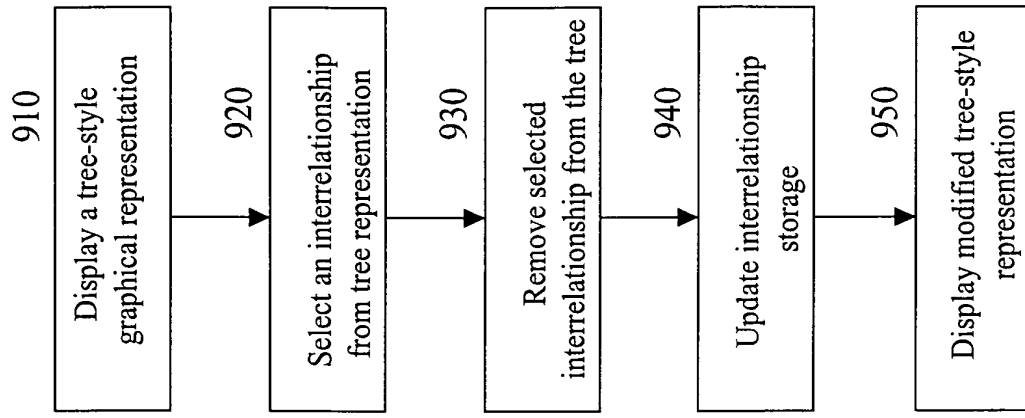 910
Display a tree-style
graphical representation
920
Select an interrelationship
from tree representation
930
Remove selected
interrelationship from the tree
940
Update interrelationship
storage
950
Display modified tree-style
representation